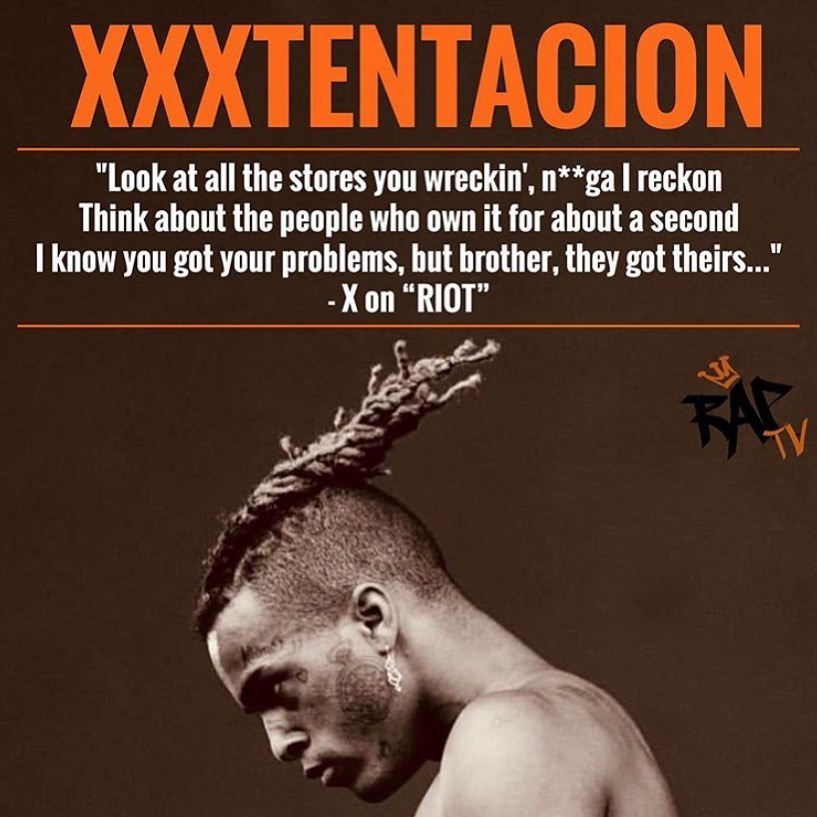 XXXTENTACION
"Look at all the stores you wreckin', n**ga I reckon
Think about the people who own it for about a second
I know you got your problems, but brother, they got theirs..."
- X on “RIOT”
RAP
TV